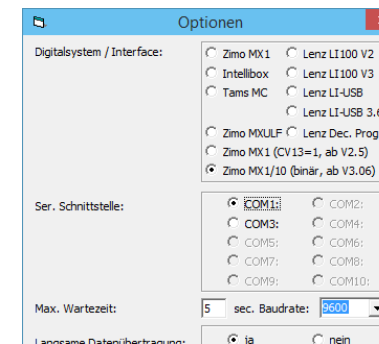 Optionen
Digitalsystem / Interface:
Zimo MX1 Lenz LI100 V2
Intellibox Lenz LI100 V3
Tams MC Lenz LI-USB
Lenz LI-USB 3.6
Zimo MXULF Lenz Dec. Prog
Zimo MX1 (CV13=1, ab V2.5)
Zimo MX1/10 (binär, ab V3.06)
Ser. Schnittstelle:
COM1: COM2:
COM3: COM4:
COM5: COM6:
COM7: COM8:
COM9: COM10:
Max. Wartezeit: 5 sec. Baudrate: 9600
Langsame Datenübertragung: ja nein